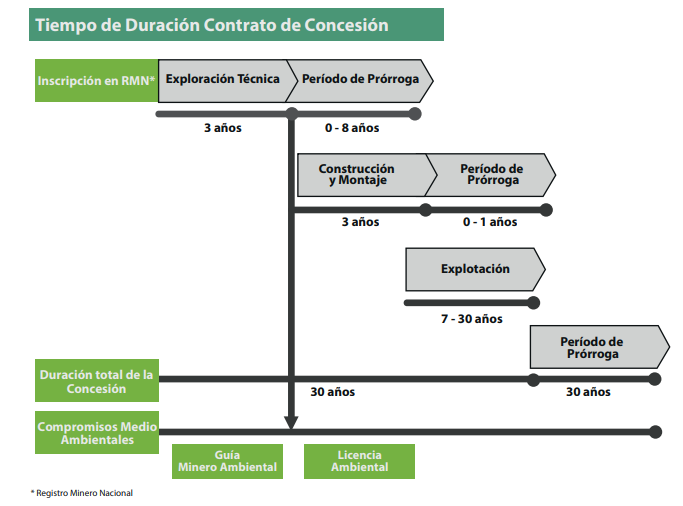 Tiempo de Duración Contrato de Concesión
Inscripción en RMN*
Exploración Técnica
Período de Prórroga
3 años
0 - 8 años
Construcción
y Montaje
Período de
Prórroga
3 años
0 - 1 años
Explotación
7 - 30 años
Período de
Prórroga
Duración total de la
Concesión
30 años
30 años
Compromisos Medio
Ambientales
Guía
Minero Ambiental
Licencia
Ambiental
* Registro Minero Nacional